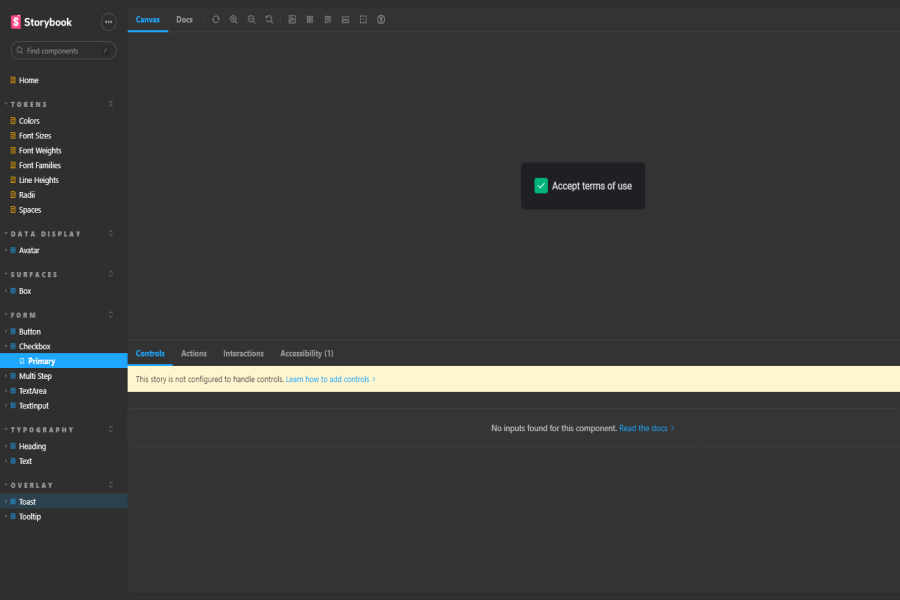 Storybook
Find components /
Home
TOKENS
Colors
Font Sizes
Font Weights
Font Families
Line Heights
Radii
Spaces
DATA DISPLAY
Avatar
SURFACES
Box
FORM
Button
Checkbox
Primary
Multi Step
TextArea
TextInput
TYPOGRAPHY
Heading
Text
OVERLAY
Toast
Tooltip
Canvas Docs
Accept terms of use
Controls Actions Interactions Accessibility (1)
This story is not configured to handle controls. Learn how to add controls
No inputs found for this component. Read the docs